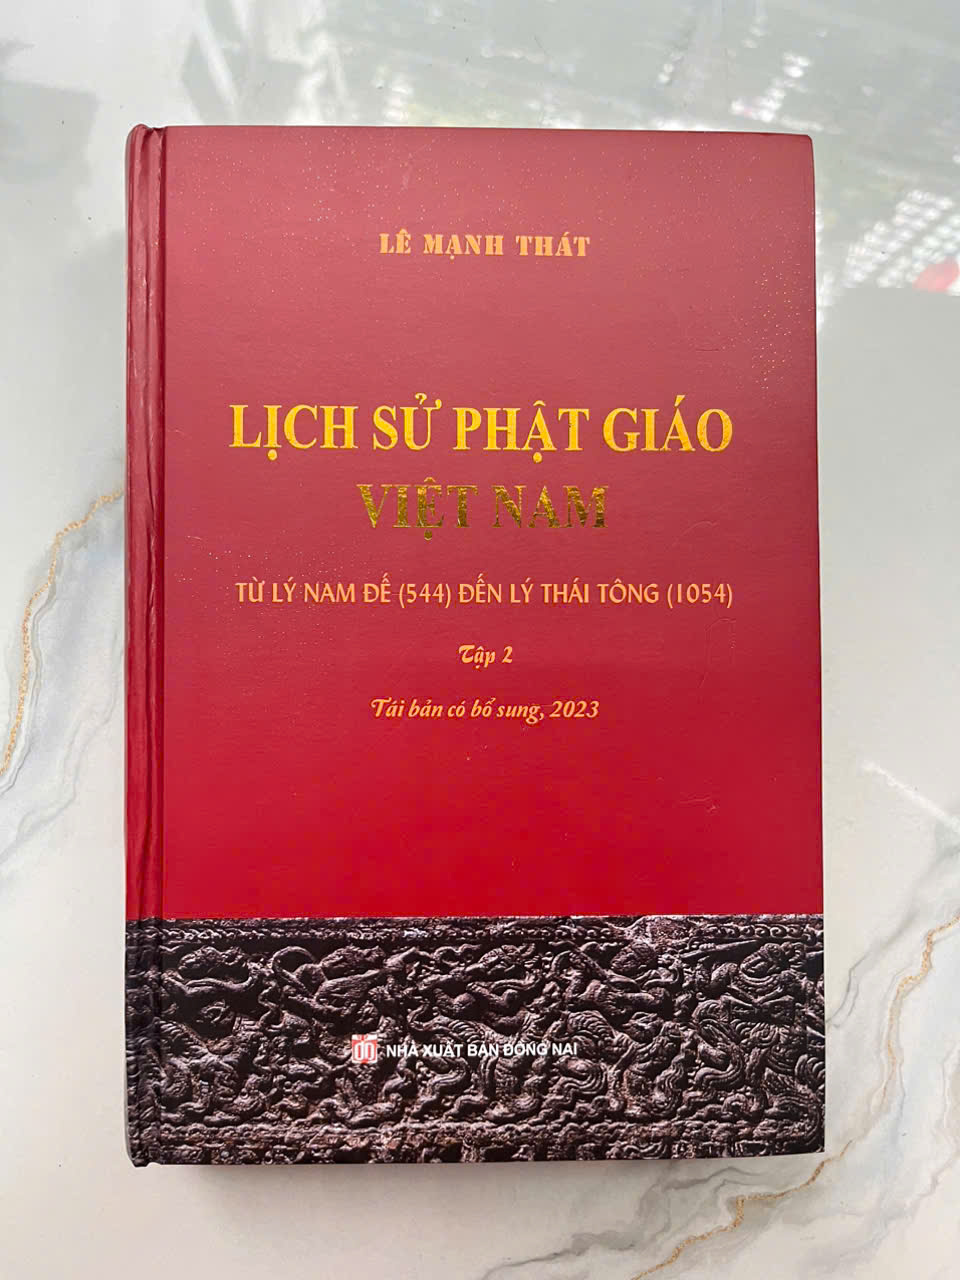 LÊ MẠNH THÁT
LỊCH SỬ PHẬT GIÁO
VIỆT NAM
TỪ LÝ NAM ĐẾ (544) ĐẾN LÝ THÁI TÔNG (1054)
Tập 2
Tái bản có bổ sung, 2023
NHÀ XUẤT BẢN ĐỒNG NAI